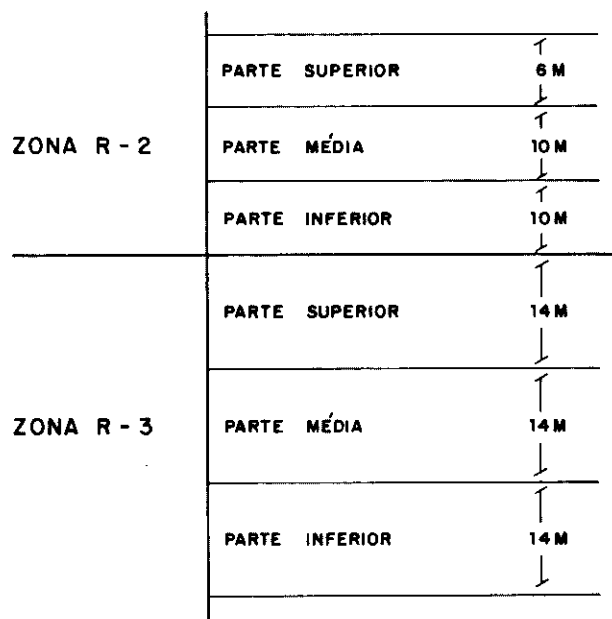 PARTE SUPERIOR 6 M
ZONA R - 2 PARTE MÉDIA 10 M
PARTE INFERIOR 10 M
PARTE SUPERIOR 14 M
ZONA R - 3 PARTE MÉDIA 14 M
PARTE INFERIOR 14 M